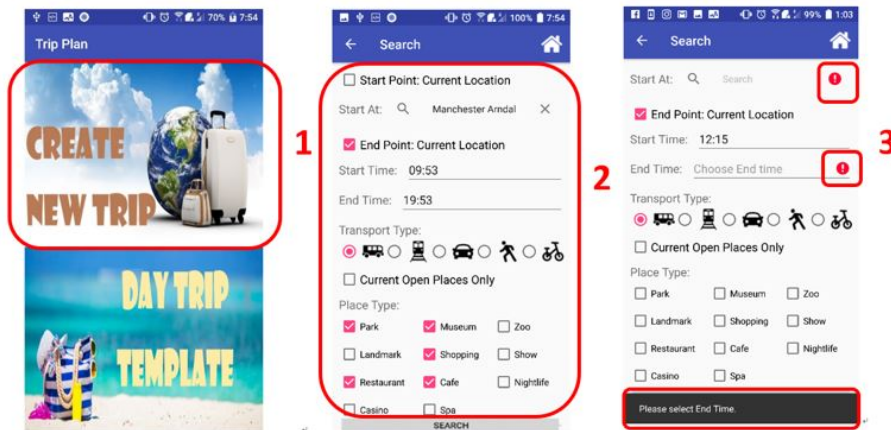 70% 7:54
Trip Plan
CREATE
NEW TRIP
DAY TRIP
TEMPLATE
1
100% 7:54
Search
Start Point: Current Location
Start At: Manchester Arndal
End Point: Current Location
Start Time: 09:53
End Time: 19:53
Transport Type:
Current Open Places Only
Place Type:
Park Museum Zoo
Landmark Shopping Show
Restaurant Cafe Nightlife
Casino Spa
SEARCH
2
99% 1:03
Search
Start At: Search
End Point: Current Location
Start Time: 12:15
End Time: Choose End time
Transport Type:
Current Open Places Only
Place Type:
Park Museum Zoo
Landmark Shopping Show
Restaurant Cafe Nightlife
Casino Spa
Please select End Time.
3